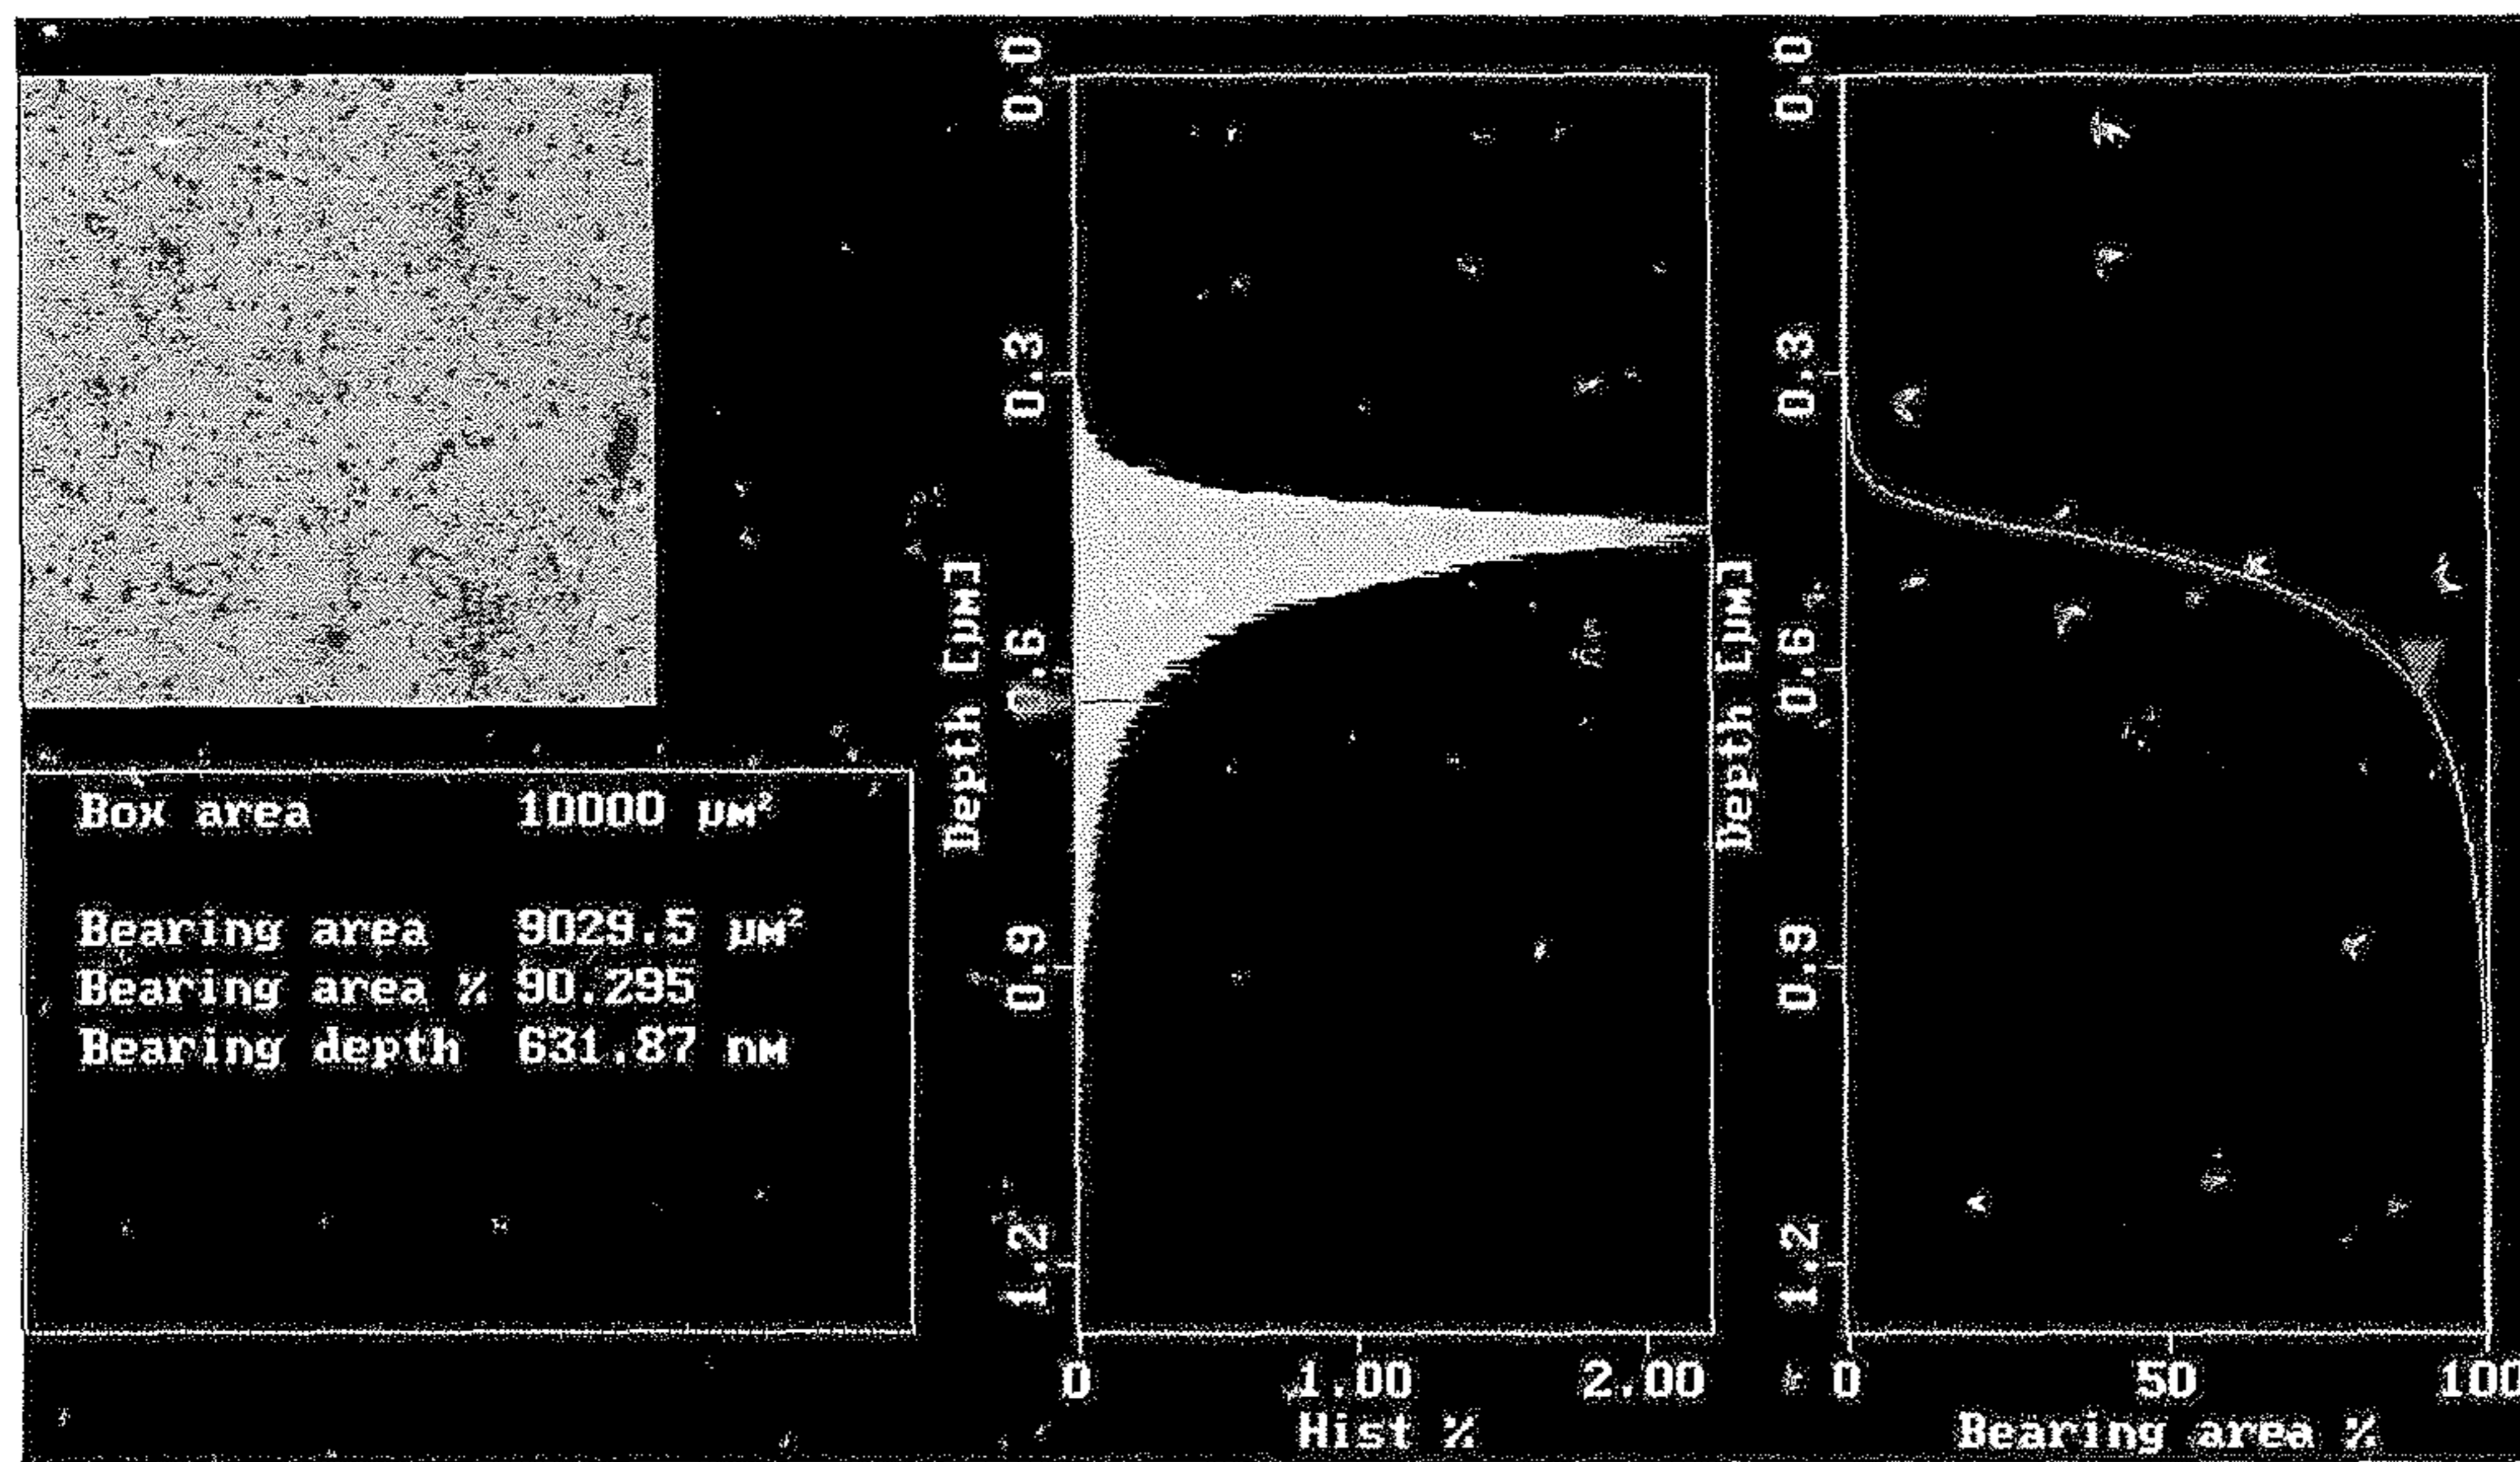 Box area 10000 µm²
Bearing area 9029.5 µm²
Bearing area % 90.295
Bearing depth 631.87 nm
Depth [µm]
0.0
0.3
0.6
0.9
1.2
0 1.00 2.00
Hist %
Depth [µm]
0.0
0.3
0.6
0.9
1.2
0 50 100
Bearing area %